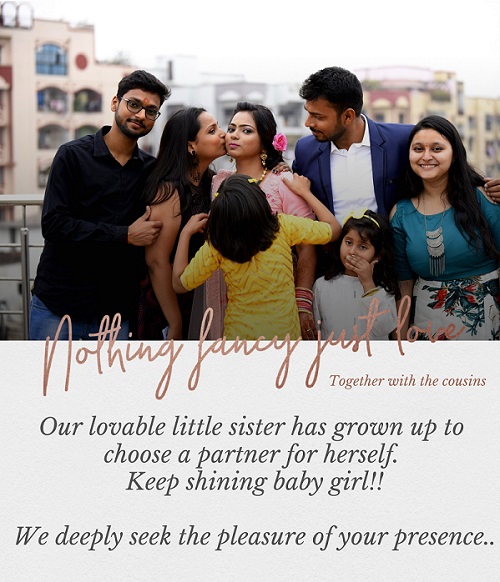 Nothing fancy just love
Together with the cousins
Our lovable little sister has grown up to
choose a partner for herself.
Keep shining baby girl!!
We deeply seek the pleasure of your presence..